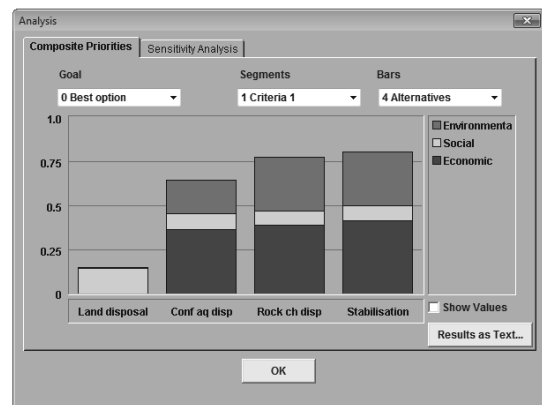 Analysis
Composite Priorities Sensitivity Analysis
Goal Segments Bars
0 Best option 1 Criteria 1 4 Alternatives
1.0
0.75
0.5
0.25
0
Environmenta
Social
Economic
Land disposal Conf aq disp Rock ch disp Stabilisation
Show Values
Results as Text...
OK